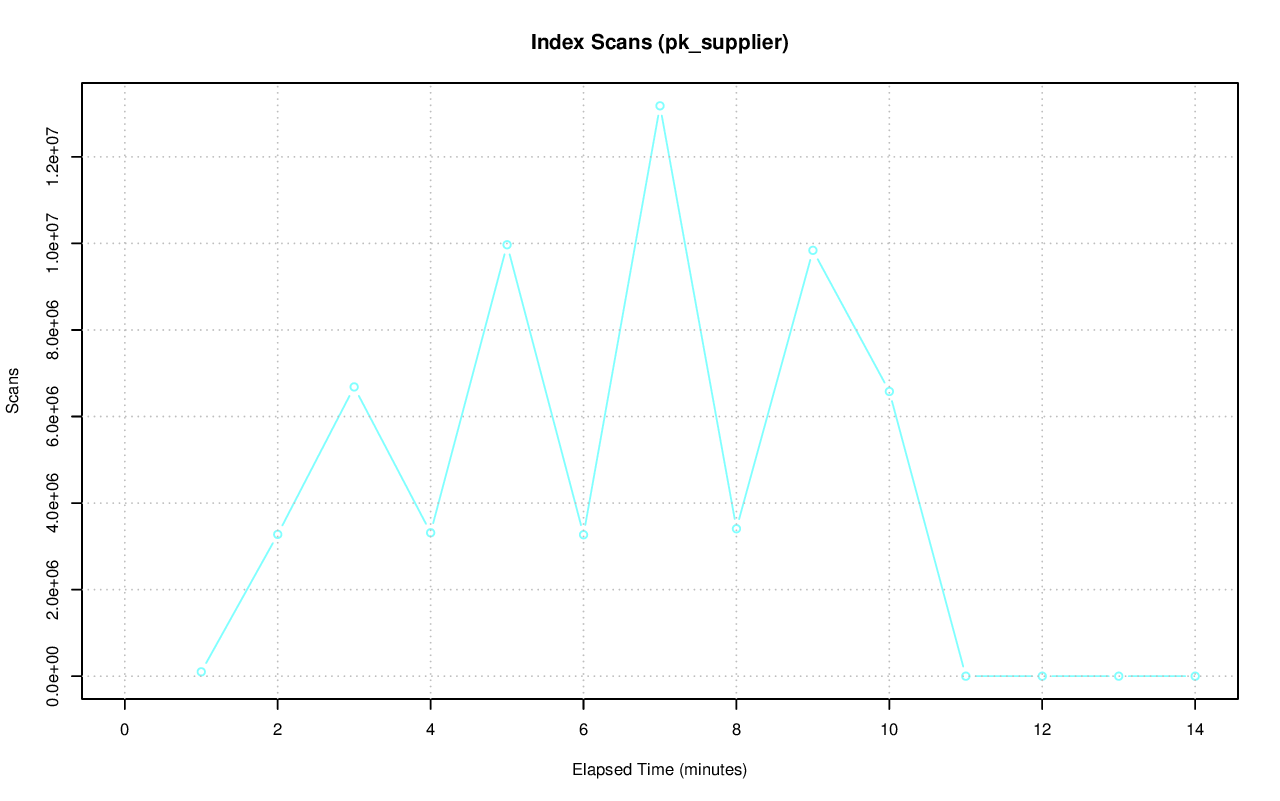 Index Scans (pk_supplier)
Scans
1.2e+07
1.0e+07
8.0e+06
6.0e+06
4.0e+06
2.0e+06
0.0e+00
0 2 4 6 8 10 12 14
Elapsed Time (minutes)